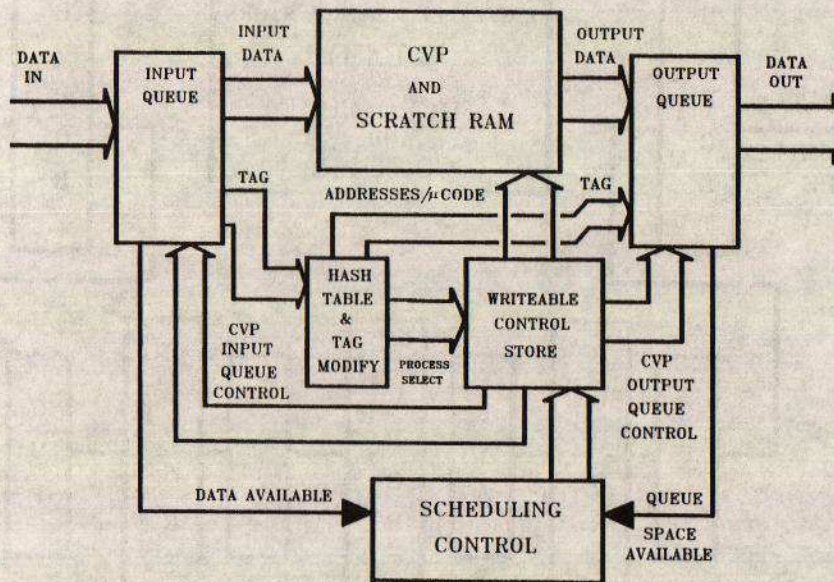 DATA
IN
INPUT
QUEUE
INPUT
DATA
CVP
AND
SCRATCH RAM
OUTPUT
DATA
OUTPUT
QUEUE
DATA
OUT
TAG
ADDRESSES/μCODE
TAG
HASH
TABLE
&
TAG
MODIFY
WRITEABLE
CONTROL
STORE
CVP
INPUT
QUEUE
CONTROL
PROCESS
SELECT
CVP
OUTPUT
QUEUE
CONTROL
DATA AVAILABLE
SCHEDULING
CONTROL
QUEUE
SPACE
AVAILABLE